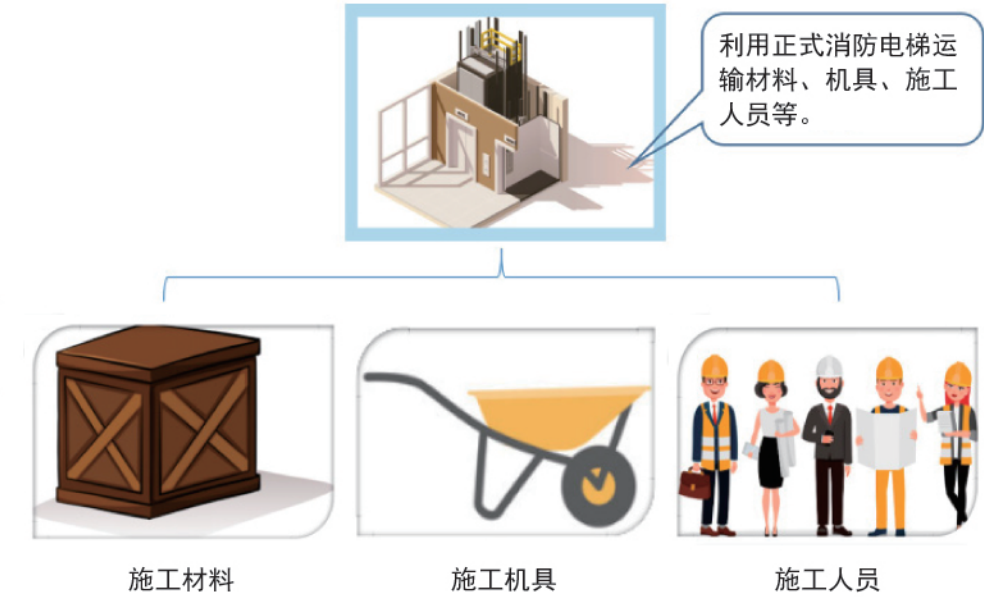 利用正式消防电梯运
输材料、机具、施工
人员等。
施工材料
施工机具
施工人员